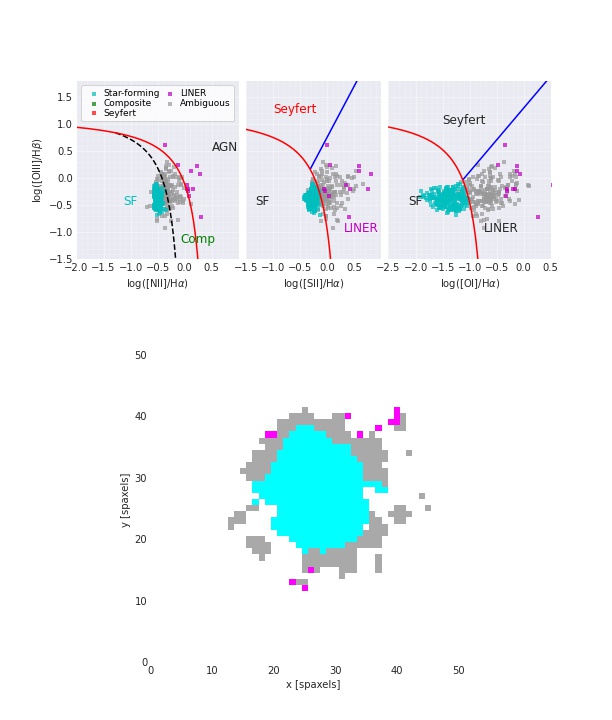 1.5
1.0
0.5
0.0
−0.5
−1.0
−1.5
log([OIII]/Hβ)
Star-forming
Composite
Seyfert
LINER
Ambiguous
AGN
SF
Comp
−2.0 −1.5 −1.0 −0.5 0.0 0.5
log([NII]/Hα)
Seyfert
SF
LINER
−1.5 −1.0 −0.5 0.0 0.5
log([SII]/Hα)
Seyfert
SF
LINER
−2.5 −2.0 −1.5 −1.0 −0.5 0.0 0.5
log([OI]/Hα)
50
40
30
20
10
0
y [spaxels]
0 10 20 30 40 50
x [spaxels]